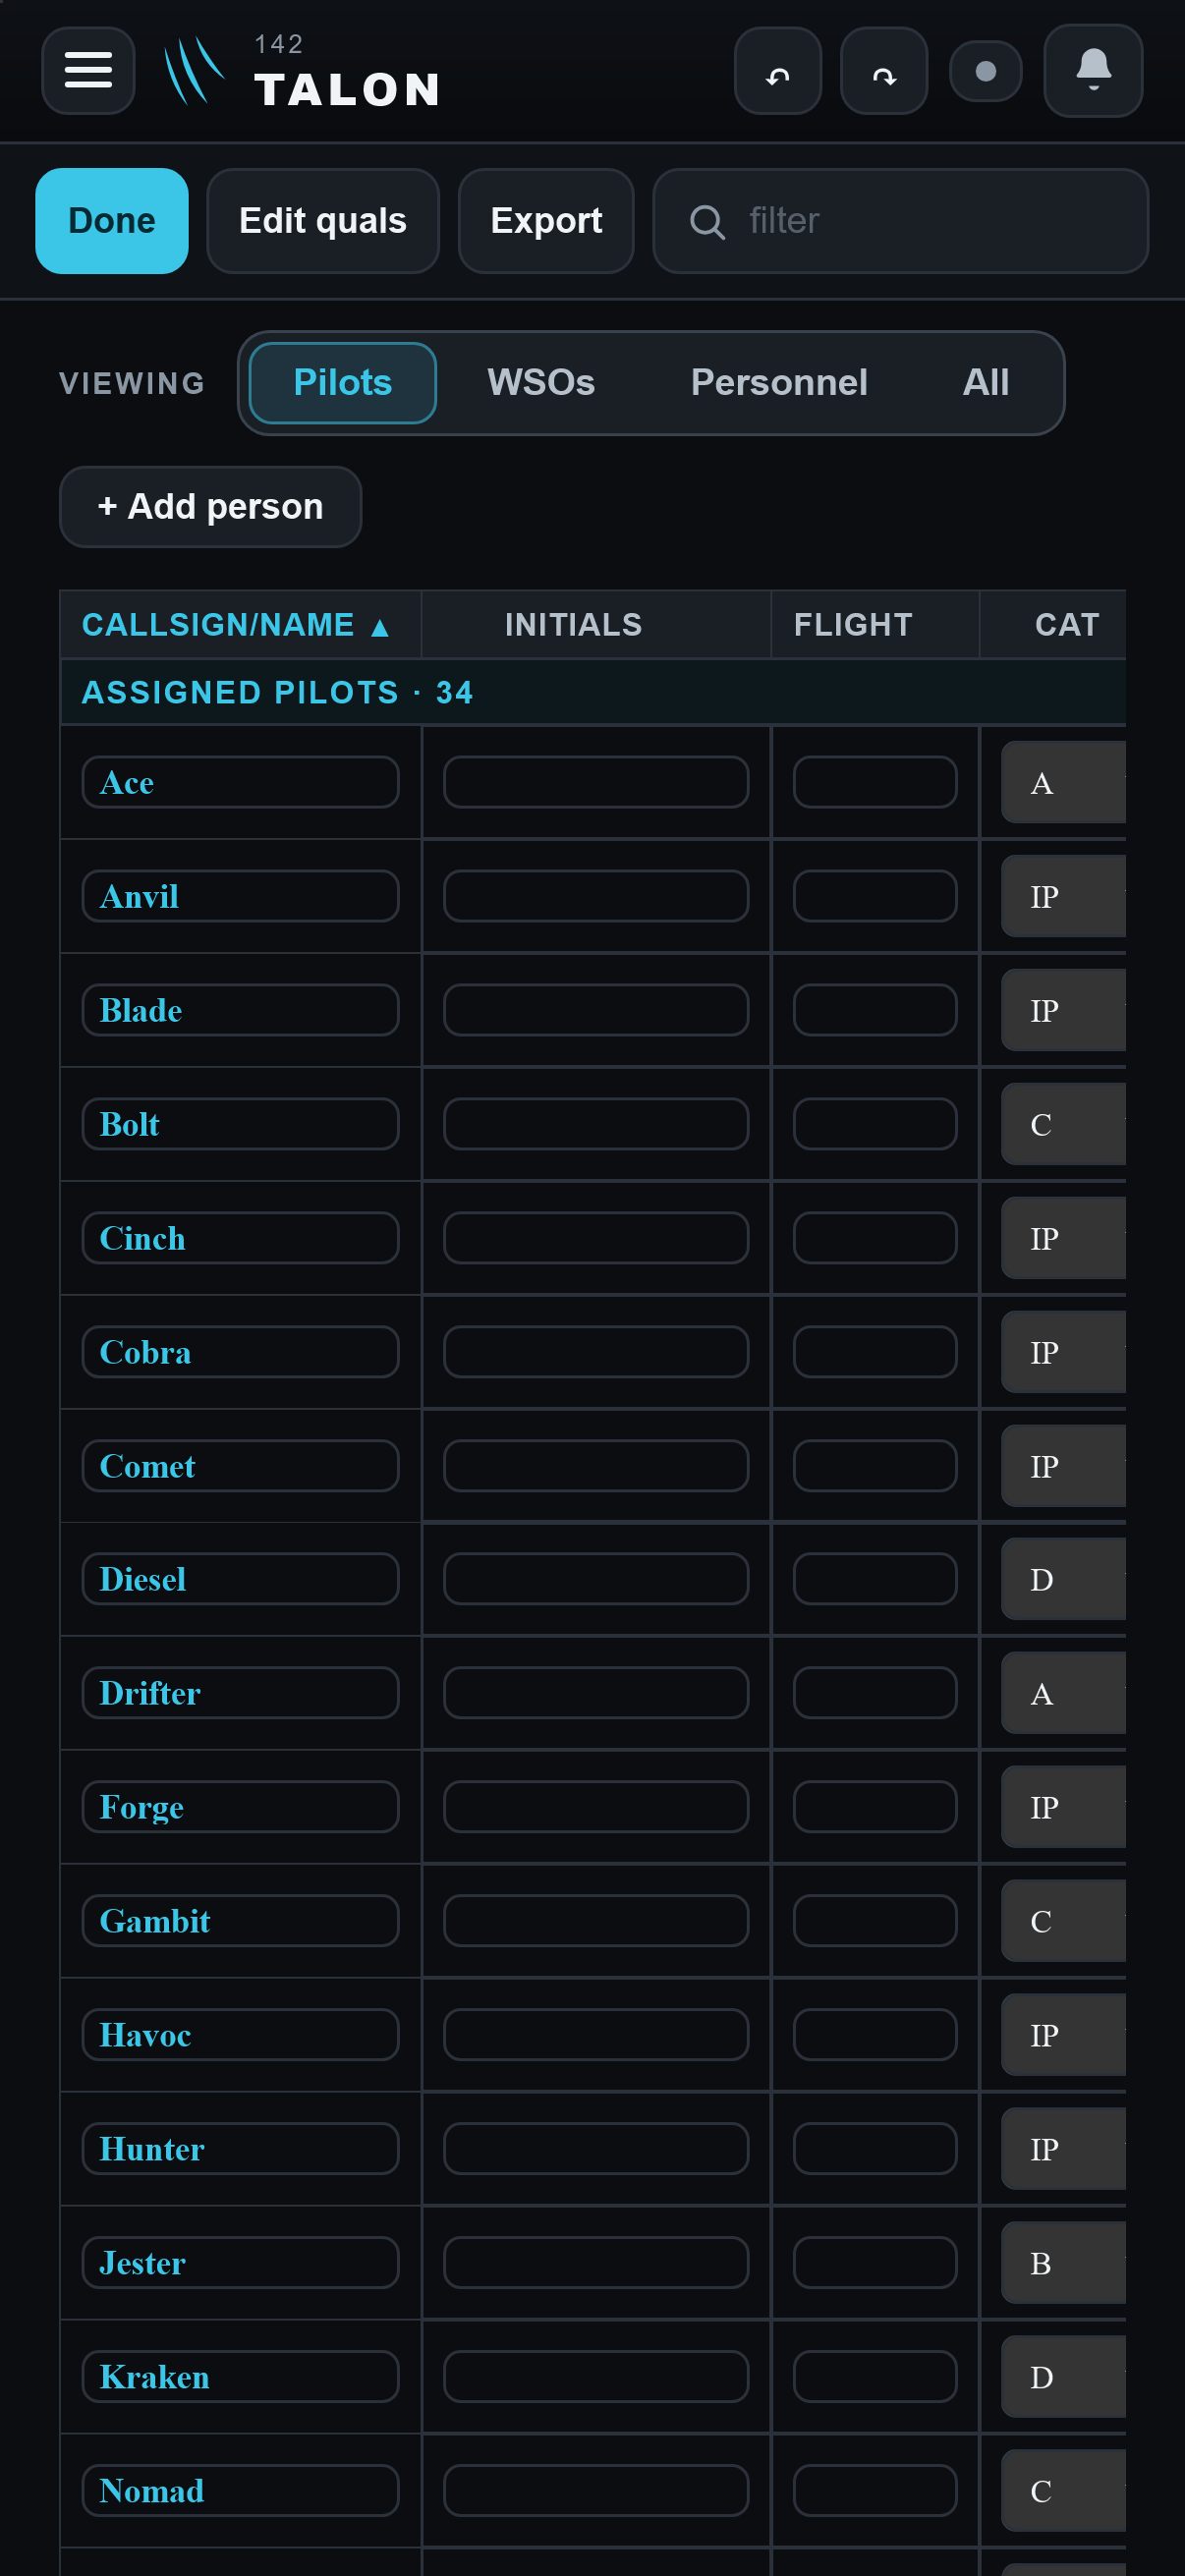 142
TALON
Done Edit quals Export filter
VIEWING Pilots WSOs Personnel All
+ Add person
CALLSIGN/NAME ▲ INITIALS FLIGHT CAT
ASSIGNED PILOTS · 34
Ace A
Anvil IP
Blade IP
Bolt C
Cinch IP
Cobra IP
Comet IP
Diesel D
Drifter A
Forge IP
Gambit C
Havoc IP
Hunter IP
Jester B
Kraken D
Nomad C